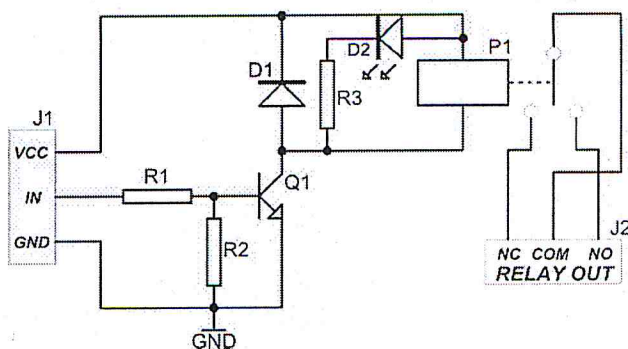 D2
P1
D1
R3
J1
VCC
R1
Q1
IN
J2
GND
R2
NC COM NO
RELAY OUT
GND